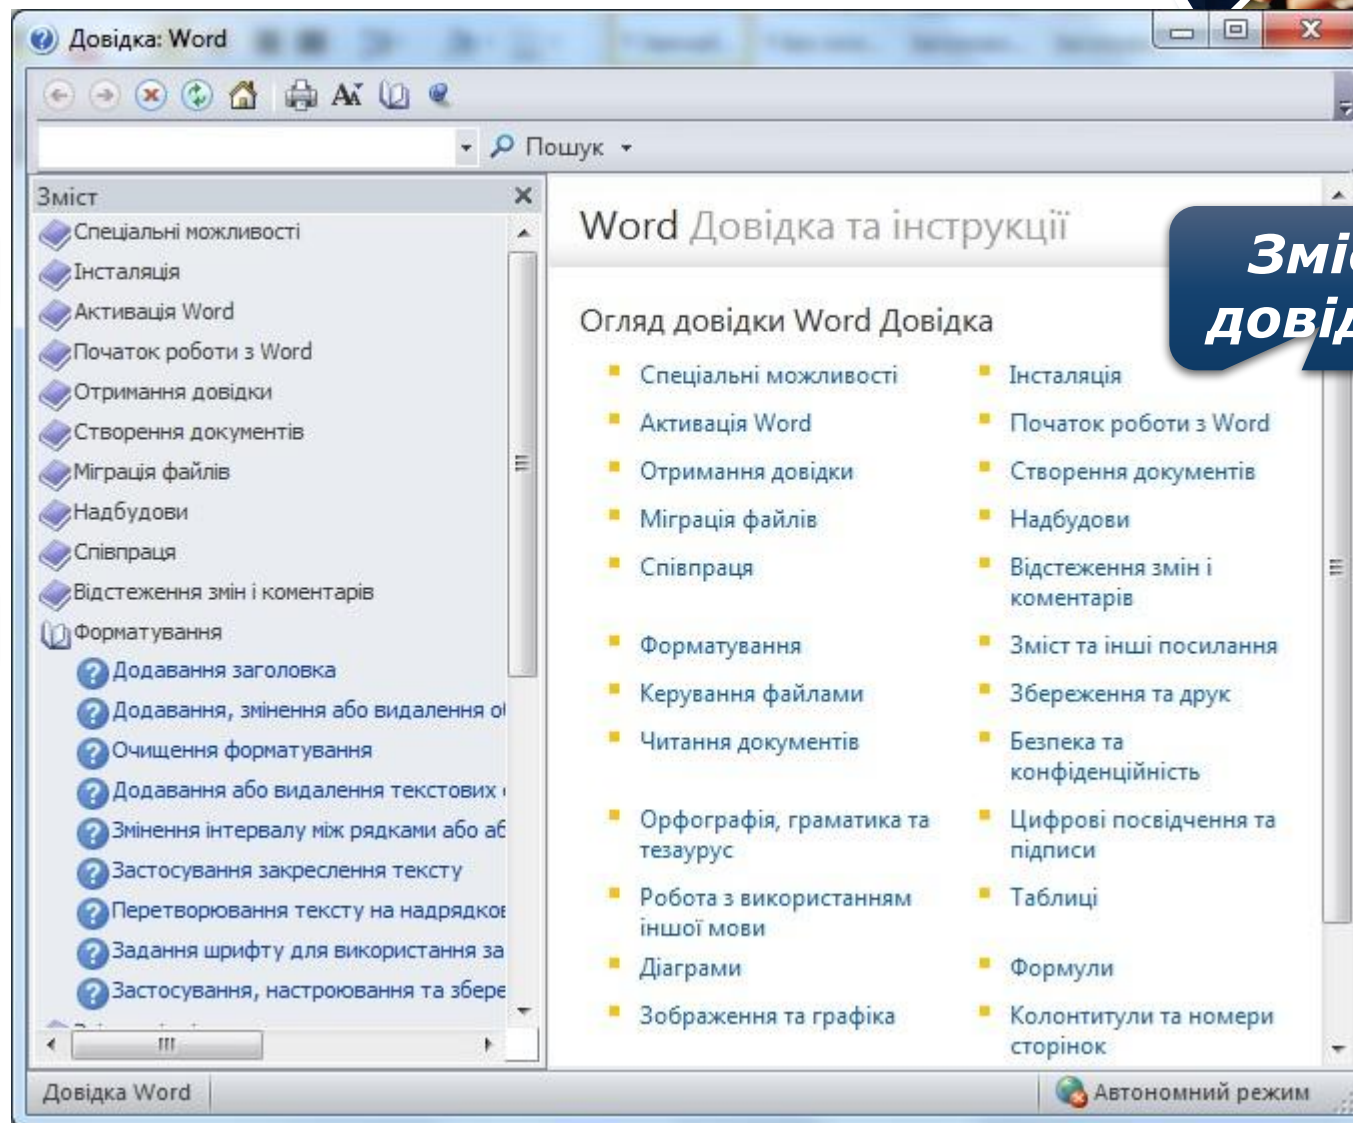 Довідка: Word
Пошук
Зміст
Спеціальні можливості
Інсталяція
Активація Word
Початок роботи з Word
Отримання довідки
Створення документів
Міграція файлів
Надбудови
Співпраця
Відстеження змін і коментарів
Форматування
Додавання заголовка
Додавання, змінення або видалення
Очищення форматування
Додавання або видалення текстових
Змінення інтервалу між рядками або
Застосування закреслення тексту
Перетворювання тексту на
Задання шрифту для використання за
Застосування, настроювання та
Word Довідка та інструкції
Огляд довідки Word Довідка
Спеціальні можливості
Інсталяція
Активація Word
Початок роботи з Word
Отримання довідки
Створення документів
Міграція файлів
Надбудови
Співпраця
Відстеження змін і
коментарів
Форматування
Зміст та інші посилання
Керування файлами
Збереження та друк
Читання документів
Безпека та
конфіденційність
Орфографія, граматика та
тезаурус
Цифрові посвідчення та
підписи
Робота з використанням
іншої мови
Таблиці
Діаграми
Формули
Зображення та графіка
Колонтитули та номери
сторінок
Довідка Word
Автономний режим